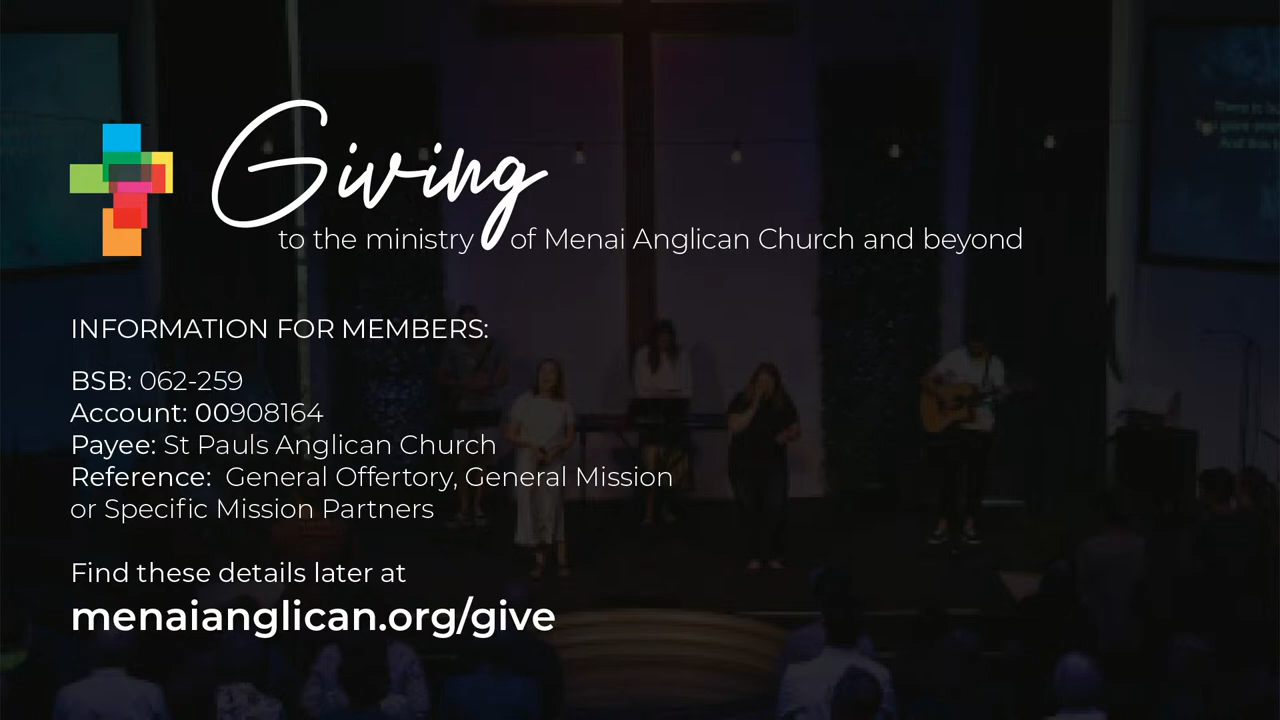 Giving
to the ministry of Menai Anglican Church and beyond
INFORMATION FOR MEMBERS:
BSB: 062-259
Account: 00908164
Payee: St Pauls Anglican Church
Reference: General Offertory, General Mission
or Specific Mission Partners
Find these details later at
menaianglican.org/give